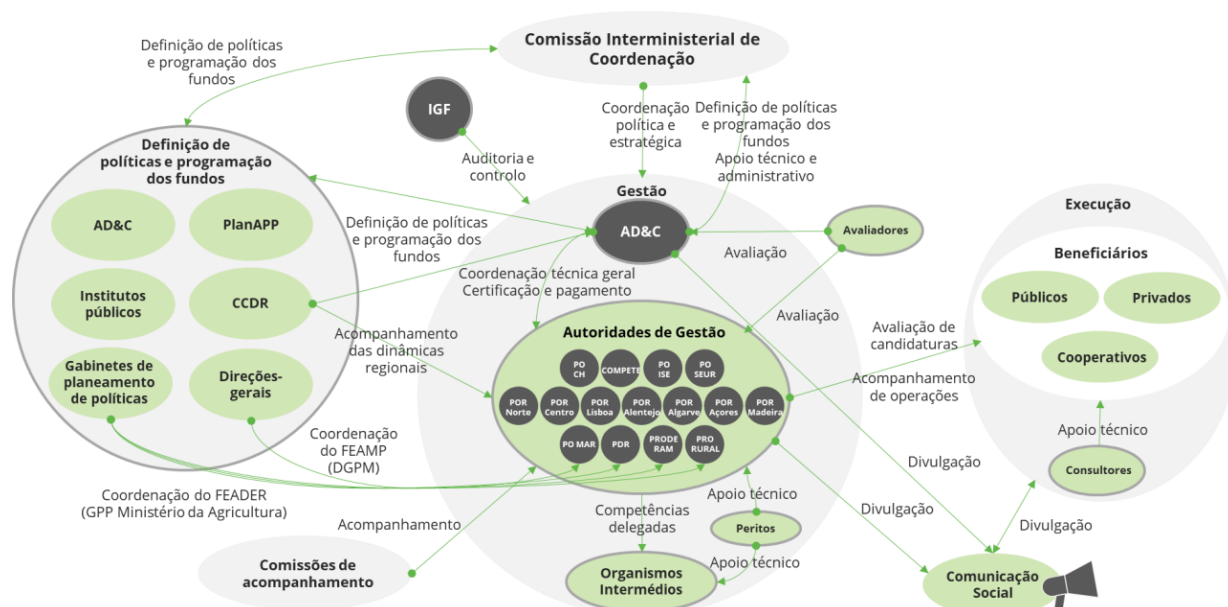 Comissão Interministerial de
Coordenação
Definição de políticas
e programação dos
fundos
IGF
Auditoria e
controlo
Coordenação
política e
estratégica
Definição de políticas
e programação dos
fundos
Apoio técnico e
administrativo
Definição de
políticas e programação
dos fundos
AD&C
PlanAPP
Institutos
públicos
CCDR
Gabinetes de
planeamento
de políticas
Direções-
gerais
Definição de políticas
e programação dos
fundos
Acompanhamento
das dinâmicas
regionais
Coordenação
do FEAMP
(DGPM)
Coordenação do FEADER
(GPP Ministério da Agricultura)
Gestão
AD&C
Coordenação técnica geral
Certificação e pagamento
Avaliadores
Avaliação
Avaliação
Autoridades de Gestão
PO
CH
COMPETE
PO
ISE
PO
SEUR
POR
Norte
POR
Centro
POR
Lisboa
POR
Alentejo
POR
Algarve
POR
Açores
POR
Madeira
PO MAR
PDR
PRODE
RAM
PRO
RURAL
Avaliação de
candidaturas
Acompanhamento
de operações
Execução
Beneficiários
Públicos
Privados
Cooperativos
Apoio técnico
Consultores
Divulgação
Divulgação
Divulgação
Acompanhamento
Comissões de
acompanhamento
Competências
delegadas
Apoio técnico
Peritos
Apoio técnico
Organismos
Intermédios
Comunicação
Social